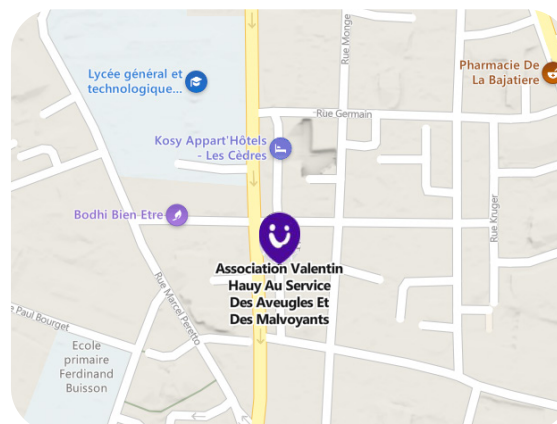 Rue Monge
Lycée général et
technologique...
Pharmacie De
La Bajatiere
Rue Germain
Kosy Appart'Hôtels
- Les Cèdres
Bodhi Bien Etre
Rue Kruger
Association Valentin
Hauy Au Service
Des Aveugles Et
Des Malvoyants
Rue Marcel Peretto
e Paul Bourget
Ecole
primaire
Ferdinand
Buisson